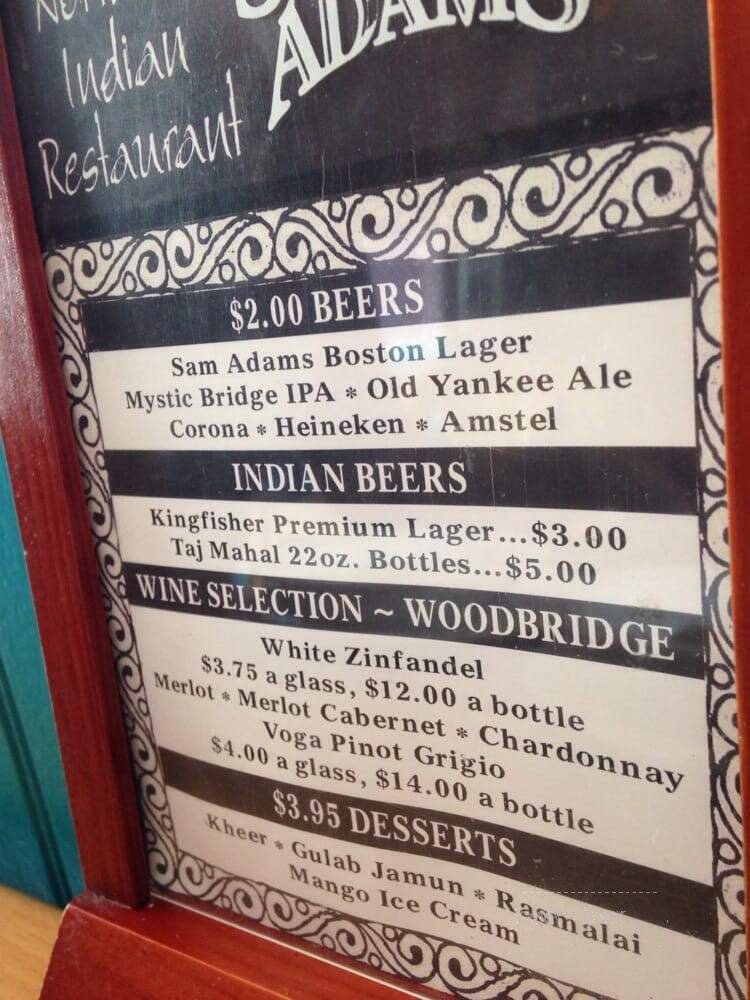 Indian
Restaurant
ADAMS
$2.00 BEERS
Sam Adams Boston Lager
Mystic Bridge IPA * Old Yankee Ale
Corona * Heineken * Amstel
INDIAN BEERS
Kingfisher Premium Lager...$3.00
Taj Mahal 22oz. Bottles...$5.00
WINE SELECTION ~ WOODBRIDGE
White Zinfandel
$3.75 a glass, $12.00 a bottle
Merlot * Merlot Cabernet * Chardonnay
Voga Pinot Grigio
$4.00 a glass, $14.00 a bottle
$3.95 DESSERTS
Kheer * Gulab Jamun * Rasmalai
Mango Ice Cream